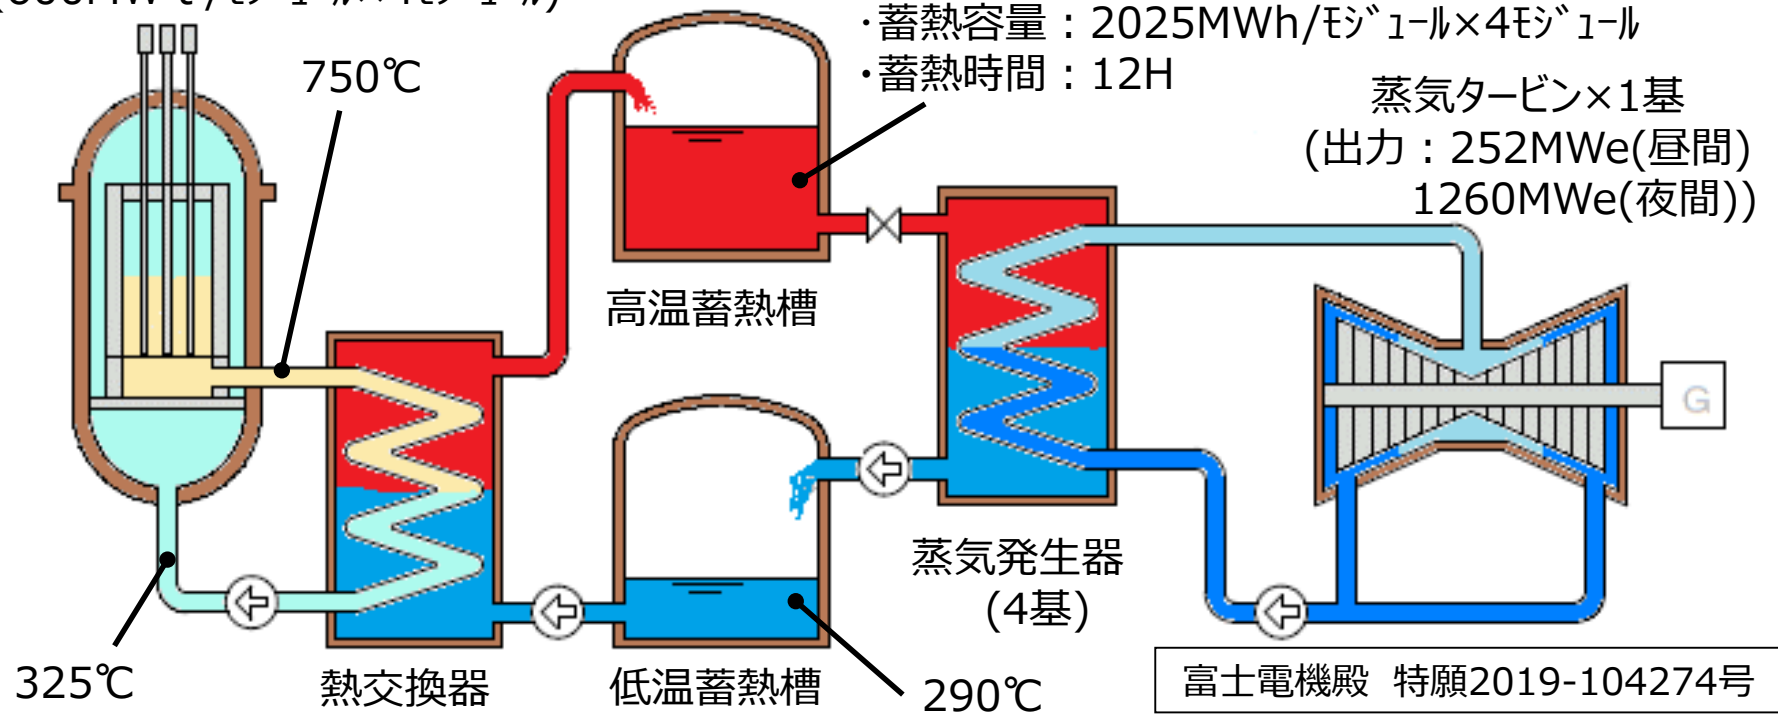 ・蓄熱容量：2025MWh/ﾓｼﾞｭｰﾙ×4ﾓｼﾞｭｰﾙ
・蓄熱時間：12H
750℃
蒸気タービン×1基
(出力：252MWe(昼間)
1260MWe(夜間))
高温蓄熱槽
G
蒸気発生器
(4基)
325℃
熱交換器
低温蓄熱槽
290℃
富士電機殿 特願2019-104274号